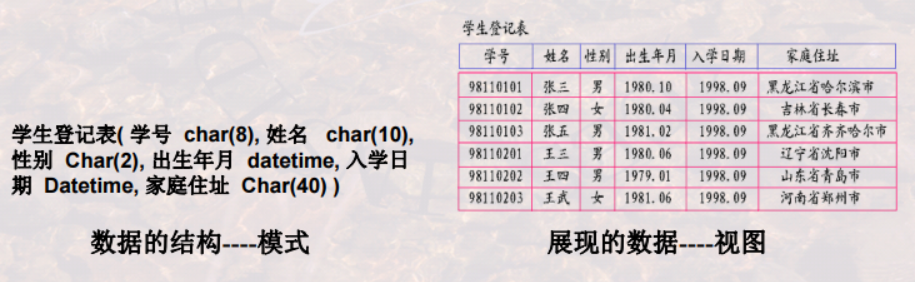 学生登记表( 学号 char(8), 姓名 char(10),
性别 Char(2), 出生年月 datetime, 入学日
期 Datetime, 家庭住址 Char(40) )
数据的结构----模式
学生登记表
学号 姓名 性别 出生年月 入学日期 家庭住址
98110101 张三 男 1980.10 1998.09 黑龙江省哈尔滨市
98110102 张四 女 1980.04 1998.09 吉林省长春市
98110103 张五 男 1981.02 1998.09 黑龙江省齐齐哈尔市
98110201 王三 男 1980.06 1998.09 辽宁省沈阳市
98110202 王四 男 1979.01 1998.09 山东省青岛市
98110203 王武 女 1981.06 1998.09 河南省郑州市
展现的数据----视图